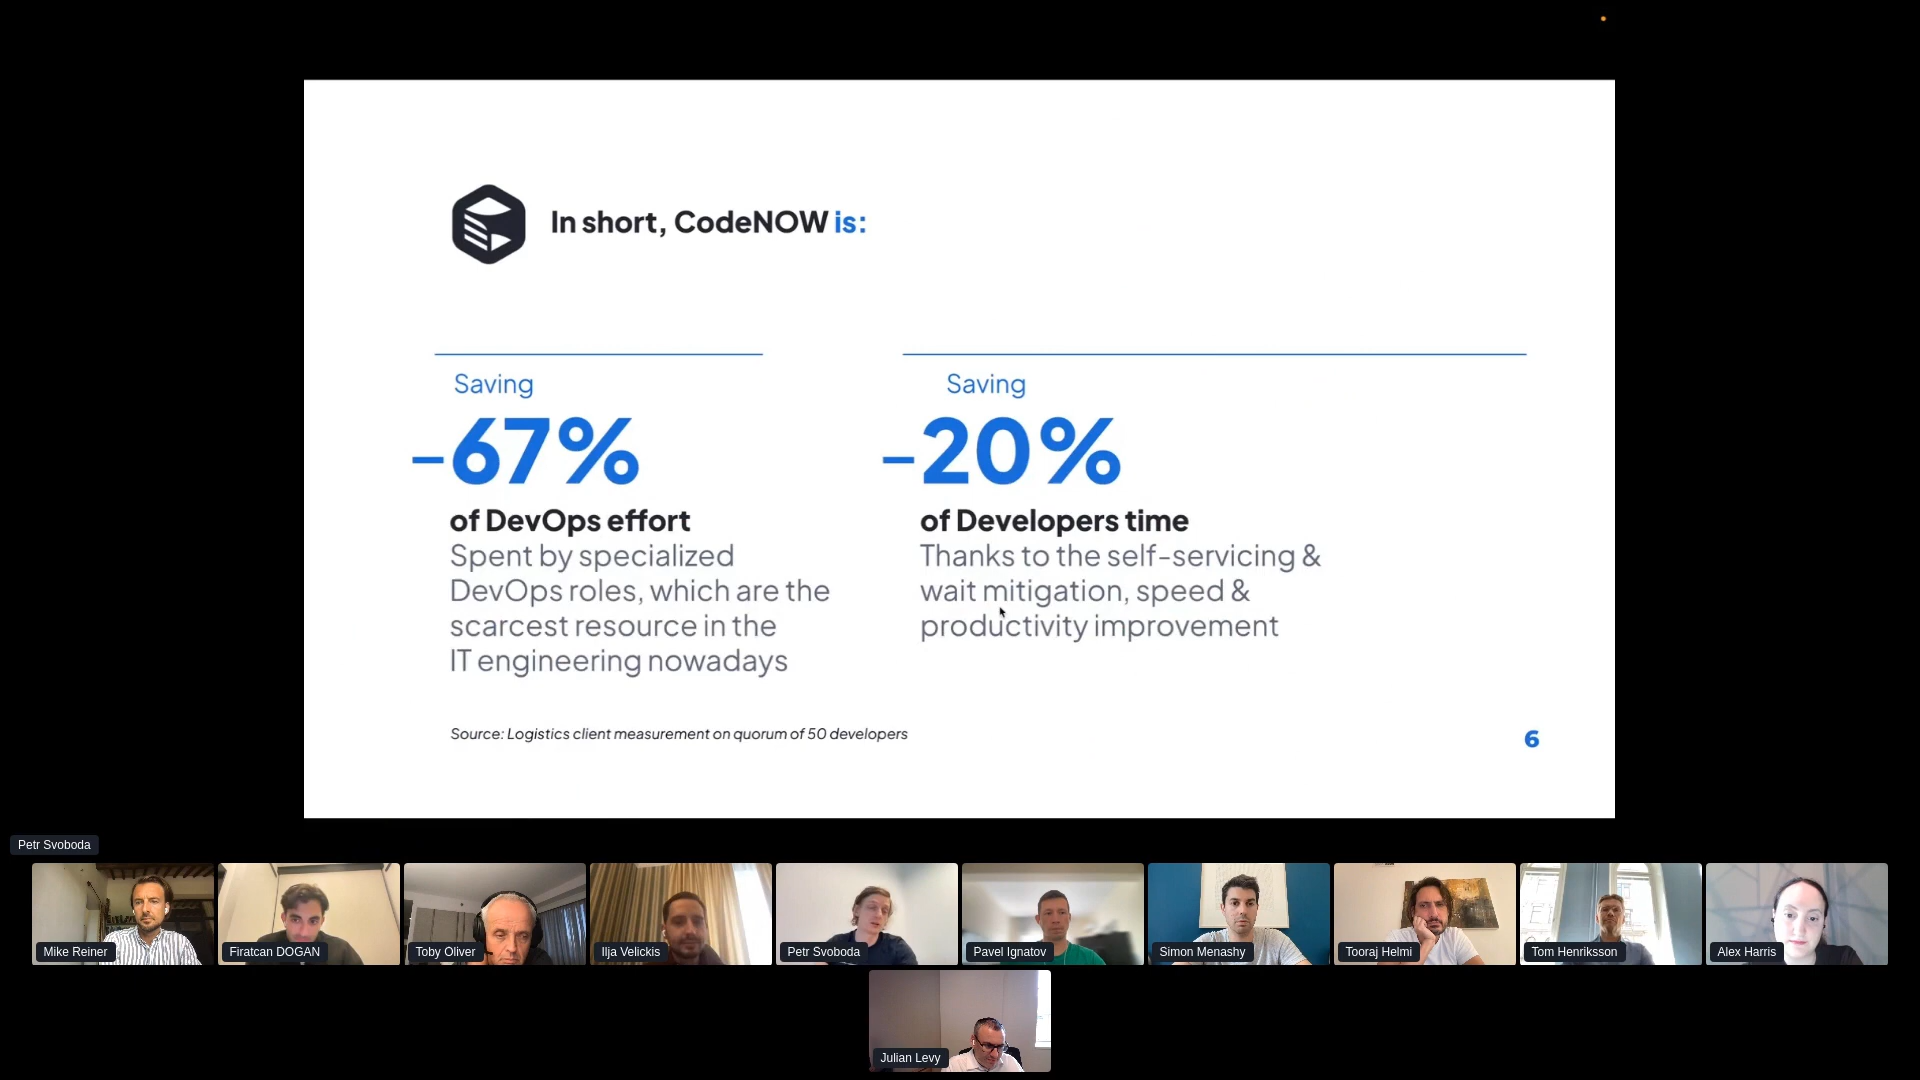 In short, CodeNOW is:
Saving
-67%
of DevOps effort
Spent by specialized
DevOps roles, which are the
scarcest resource in the
IT engineering nowadays
Saving
-20%
of Developers time
Thanks to the self-servicing &
wait mitigation, speed &
productivity improvement
Source: Logistics client measurement on quorum of 50 developers
6
Petr Svoboda
Mike Reiner
Firatcan DOGAN
Toby Oliver
Ilja Velickis
Petr Svoboda
Pavel Ignatov
Simon Menashy
Tooraj Helmi
Tom Henriksson
Alex Harris
Julian Levy